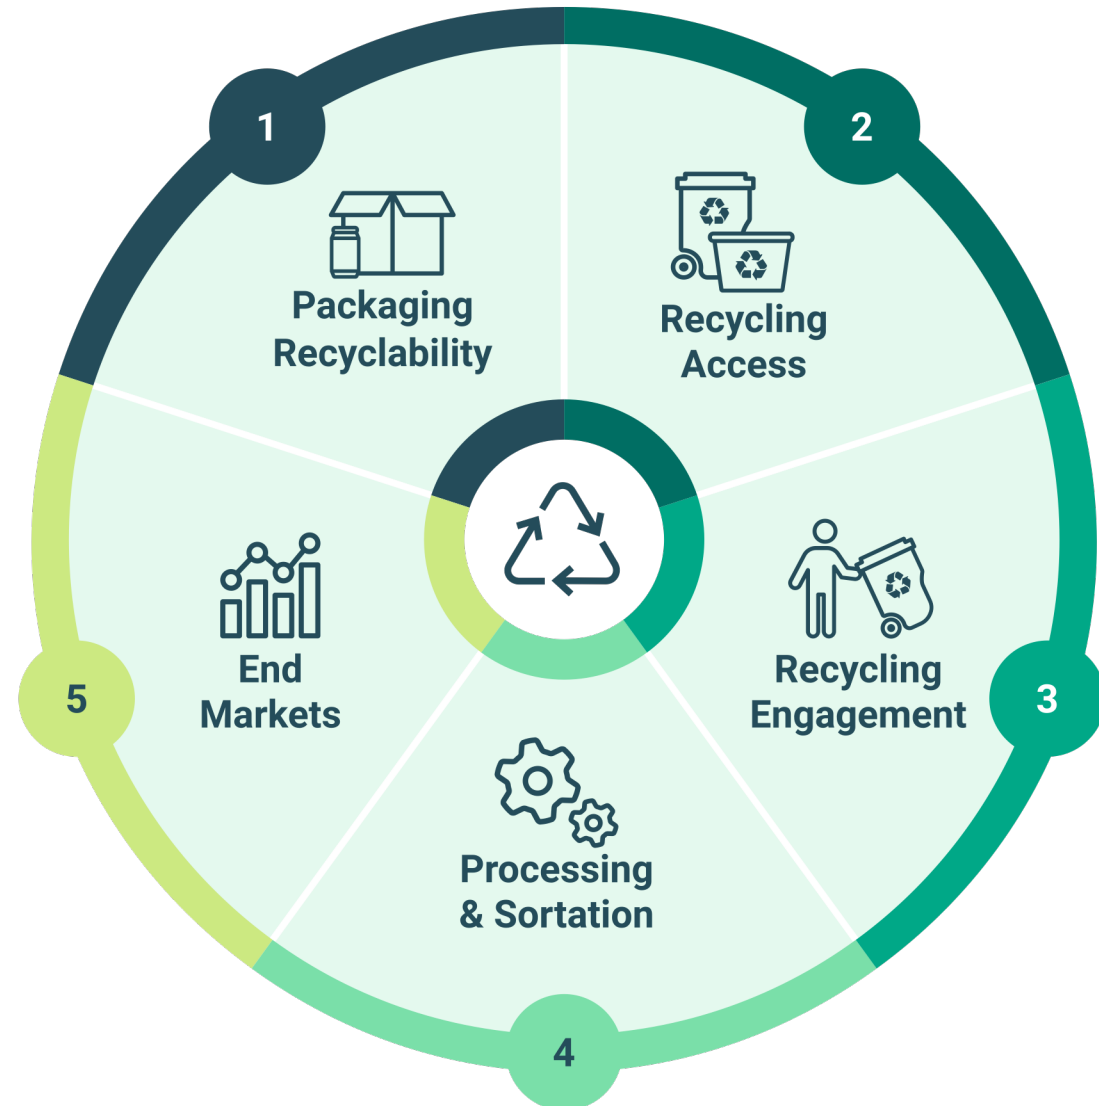 1
Packaging
Recyclability
2
Recycling
Access
3
Recycling
Engagement
4
Processing
& Sortation
5
End
Markets